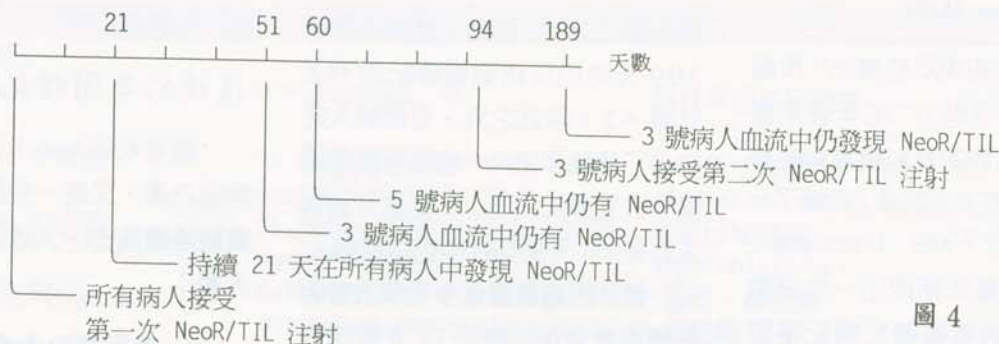 21 51 60 94 189
天數
3 號病人血流中仍發現 NeoR/TIL
3 號病人接受第二次 NeoR/TIL 注射
5 號病人血流中仍有 NeoR/TIL
3 號病人血流中仍有 NeoR/TIL
持續 21 天在所有病人中發現 NeoR/TIL
所有病人接受
第一次 NeoR/TIL 注射
圖 4